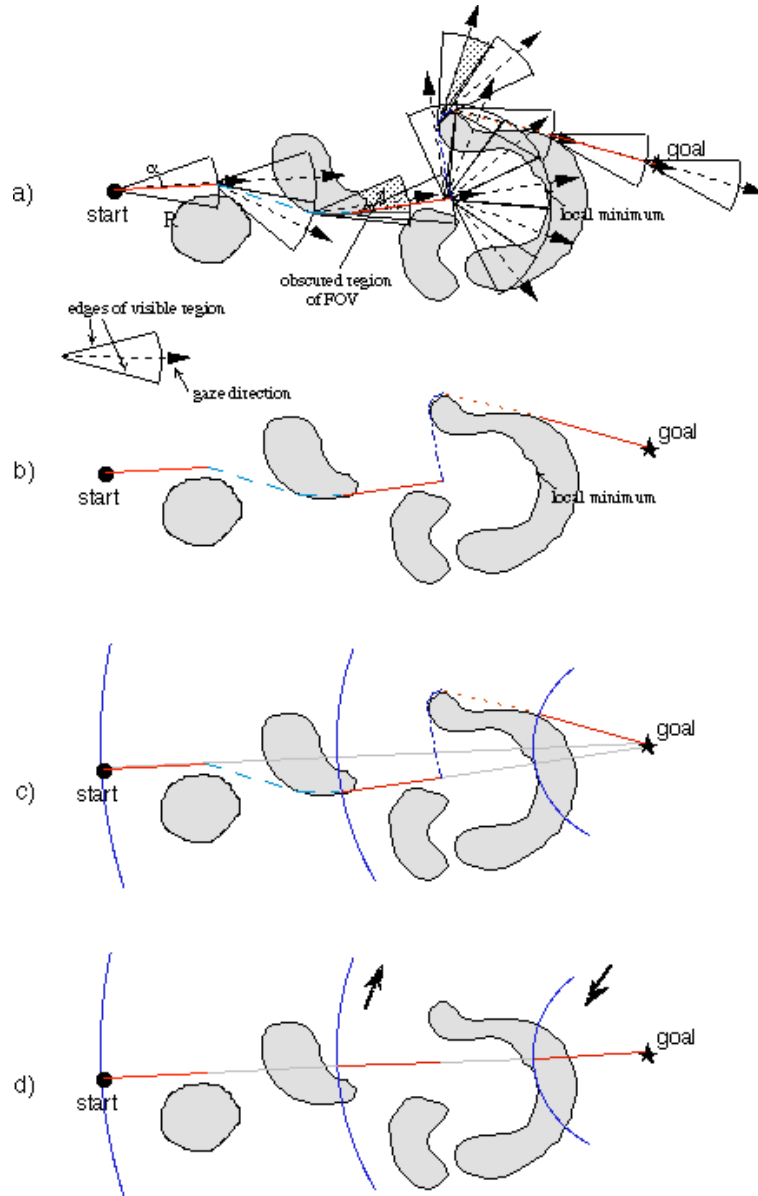 a)
α
goal
start
R
d
local minimum
obscured region
of FOV
edges of visible region
gaze direction
b)
goal
start
local minimum
c)
goal
start
d)
goal
start